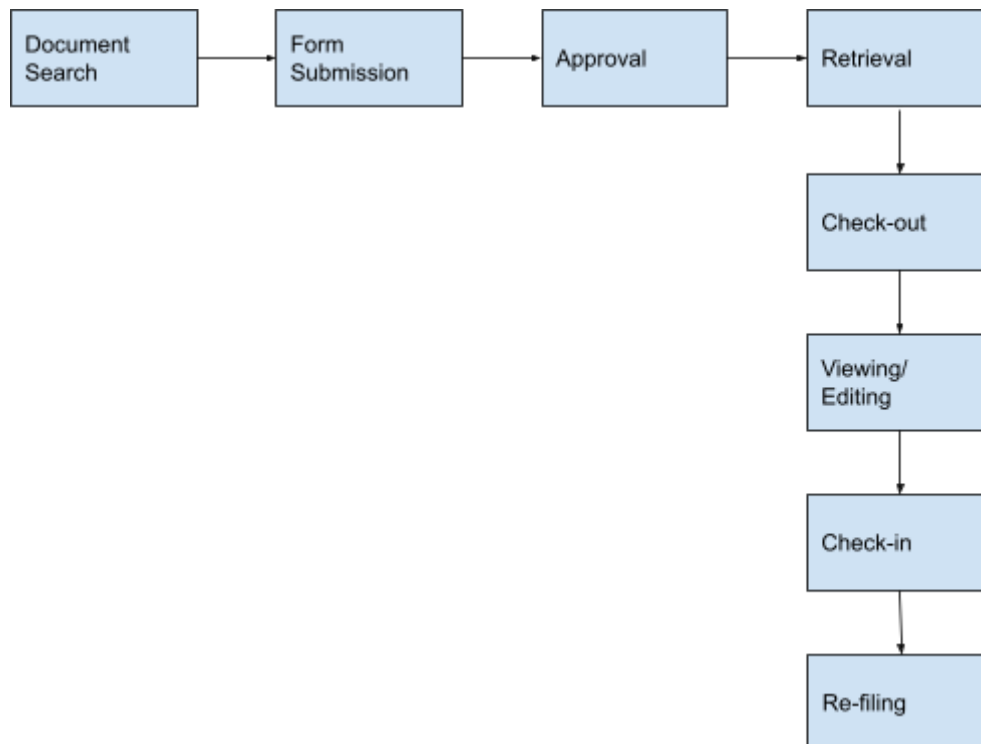 Document
Search
Form
Submission
Approval
Retrieval
Check-out
Viewing/
Editing
Check-in
Re-filing